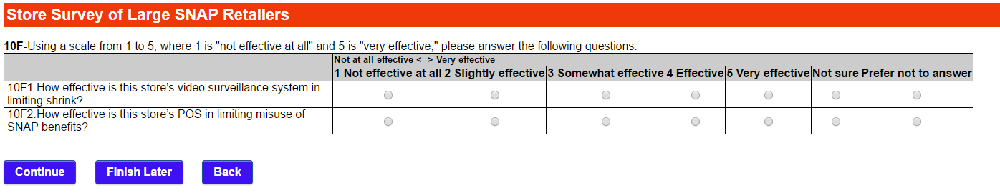 Store Survey of Large SNAP Retailers
10F-Using a scale from 1 to 5, where 1 is "not effective at all" and 5 is "very effective," please answer the following questions.
Not at all effective <--> Very effective
1 Not effective at all 2 Slightly effective 3 Somewhat effective 4 Effective 5 Very effective Not sure Prefer not to answer
10F1.How effective is this store’s video surveillance system in
limiting shrink?
10F2.How effective is this store’s POS in limiting misuse of
SNAP benefits?
Continue Finish Later Back